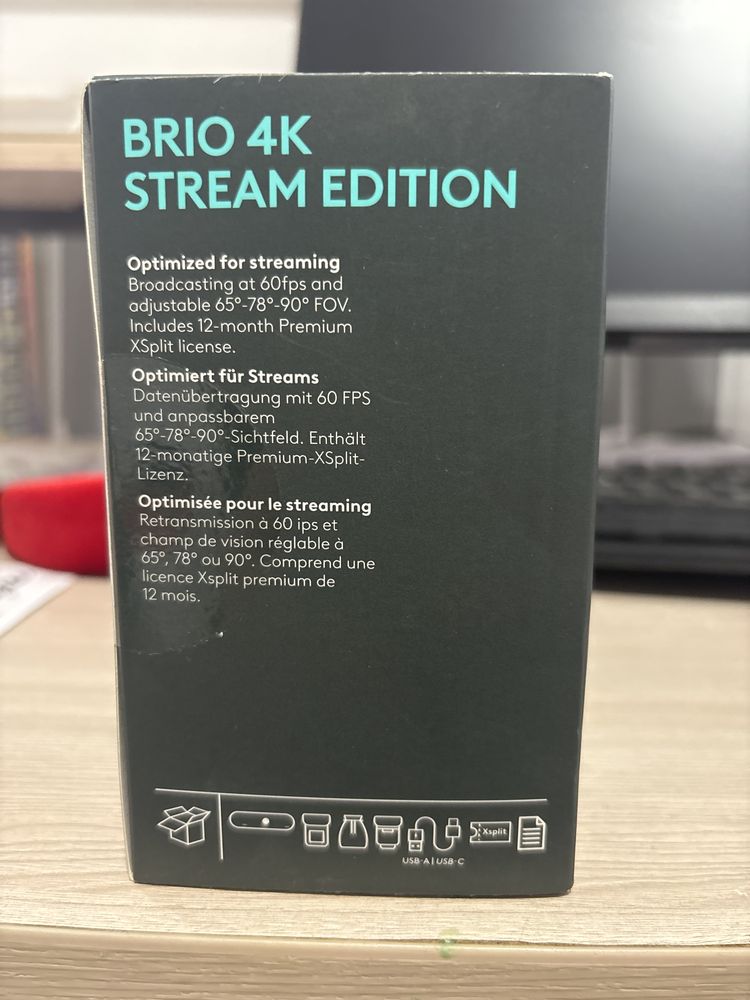 BRIO 4K
STREAM EDITION
Optimized for streaming
Broadcasting at 60fps and
adjustable 65°-78°-90° FOV.
Includes 12-month Premium
XSplit license.
Optimiert für Streams
Datenübertragung mit 60 FPS
und anpassbarem
65°-78°-90°-Sichtfeld. Enthält
12-monatige Premium-XSplit-
Lizenz.
Optimisée pour le streaming
Retransmission à 60 ips et
champ de vision réglable à
65°, 78° ou 90°. Comprend une
licence Xsplit premium de
12 mois.
Xsplit
USB-A | USB-C